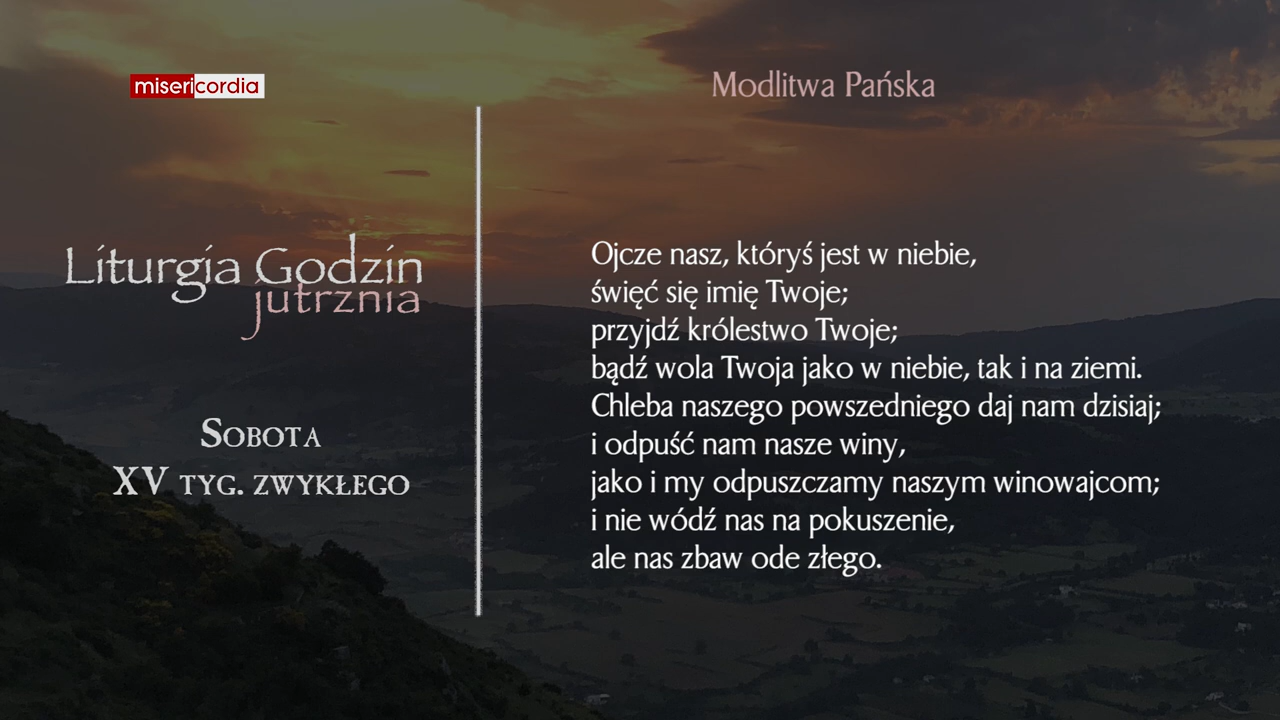 misericordia
Liturgia Godzin
jutrznia
Sobota
XV tyg. zwykłego
Modlitwa Pańska
Ojcze nasz, któryś jest w niebie,
święć się imię Twoje;
przyjdź królestwo Twoje;
bądź wola Twoja jako w niebie, tak i na ziemi.
Chleba naszego powszedniego daj nam dzisiaj;
i odpuść nam nasze winy,
jako i my odpuszczamy naszym winowajcom;
i nie wódź nas na pokuszenie,
ale nas zbaw ode złego.